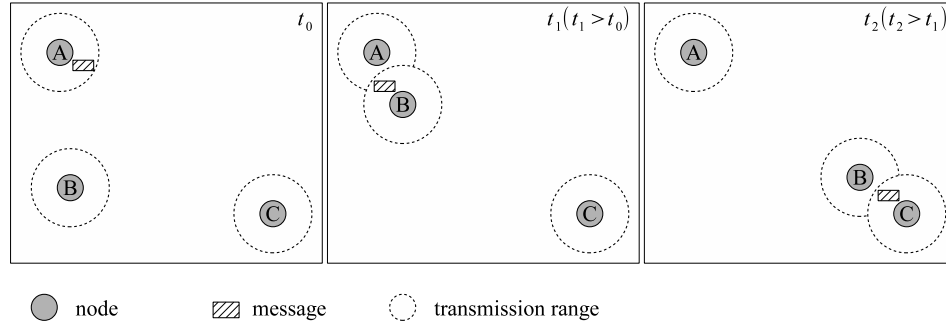 t₀
A
B
C
t₁(t₁ > t₀)
A
B
C
t₂(t₂ > t₁)
A
B
C
node
message
transmission range